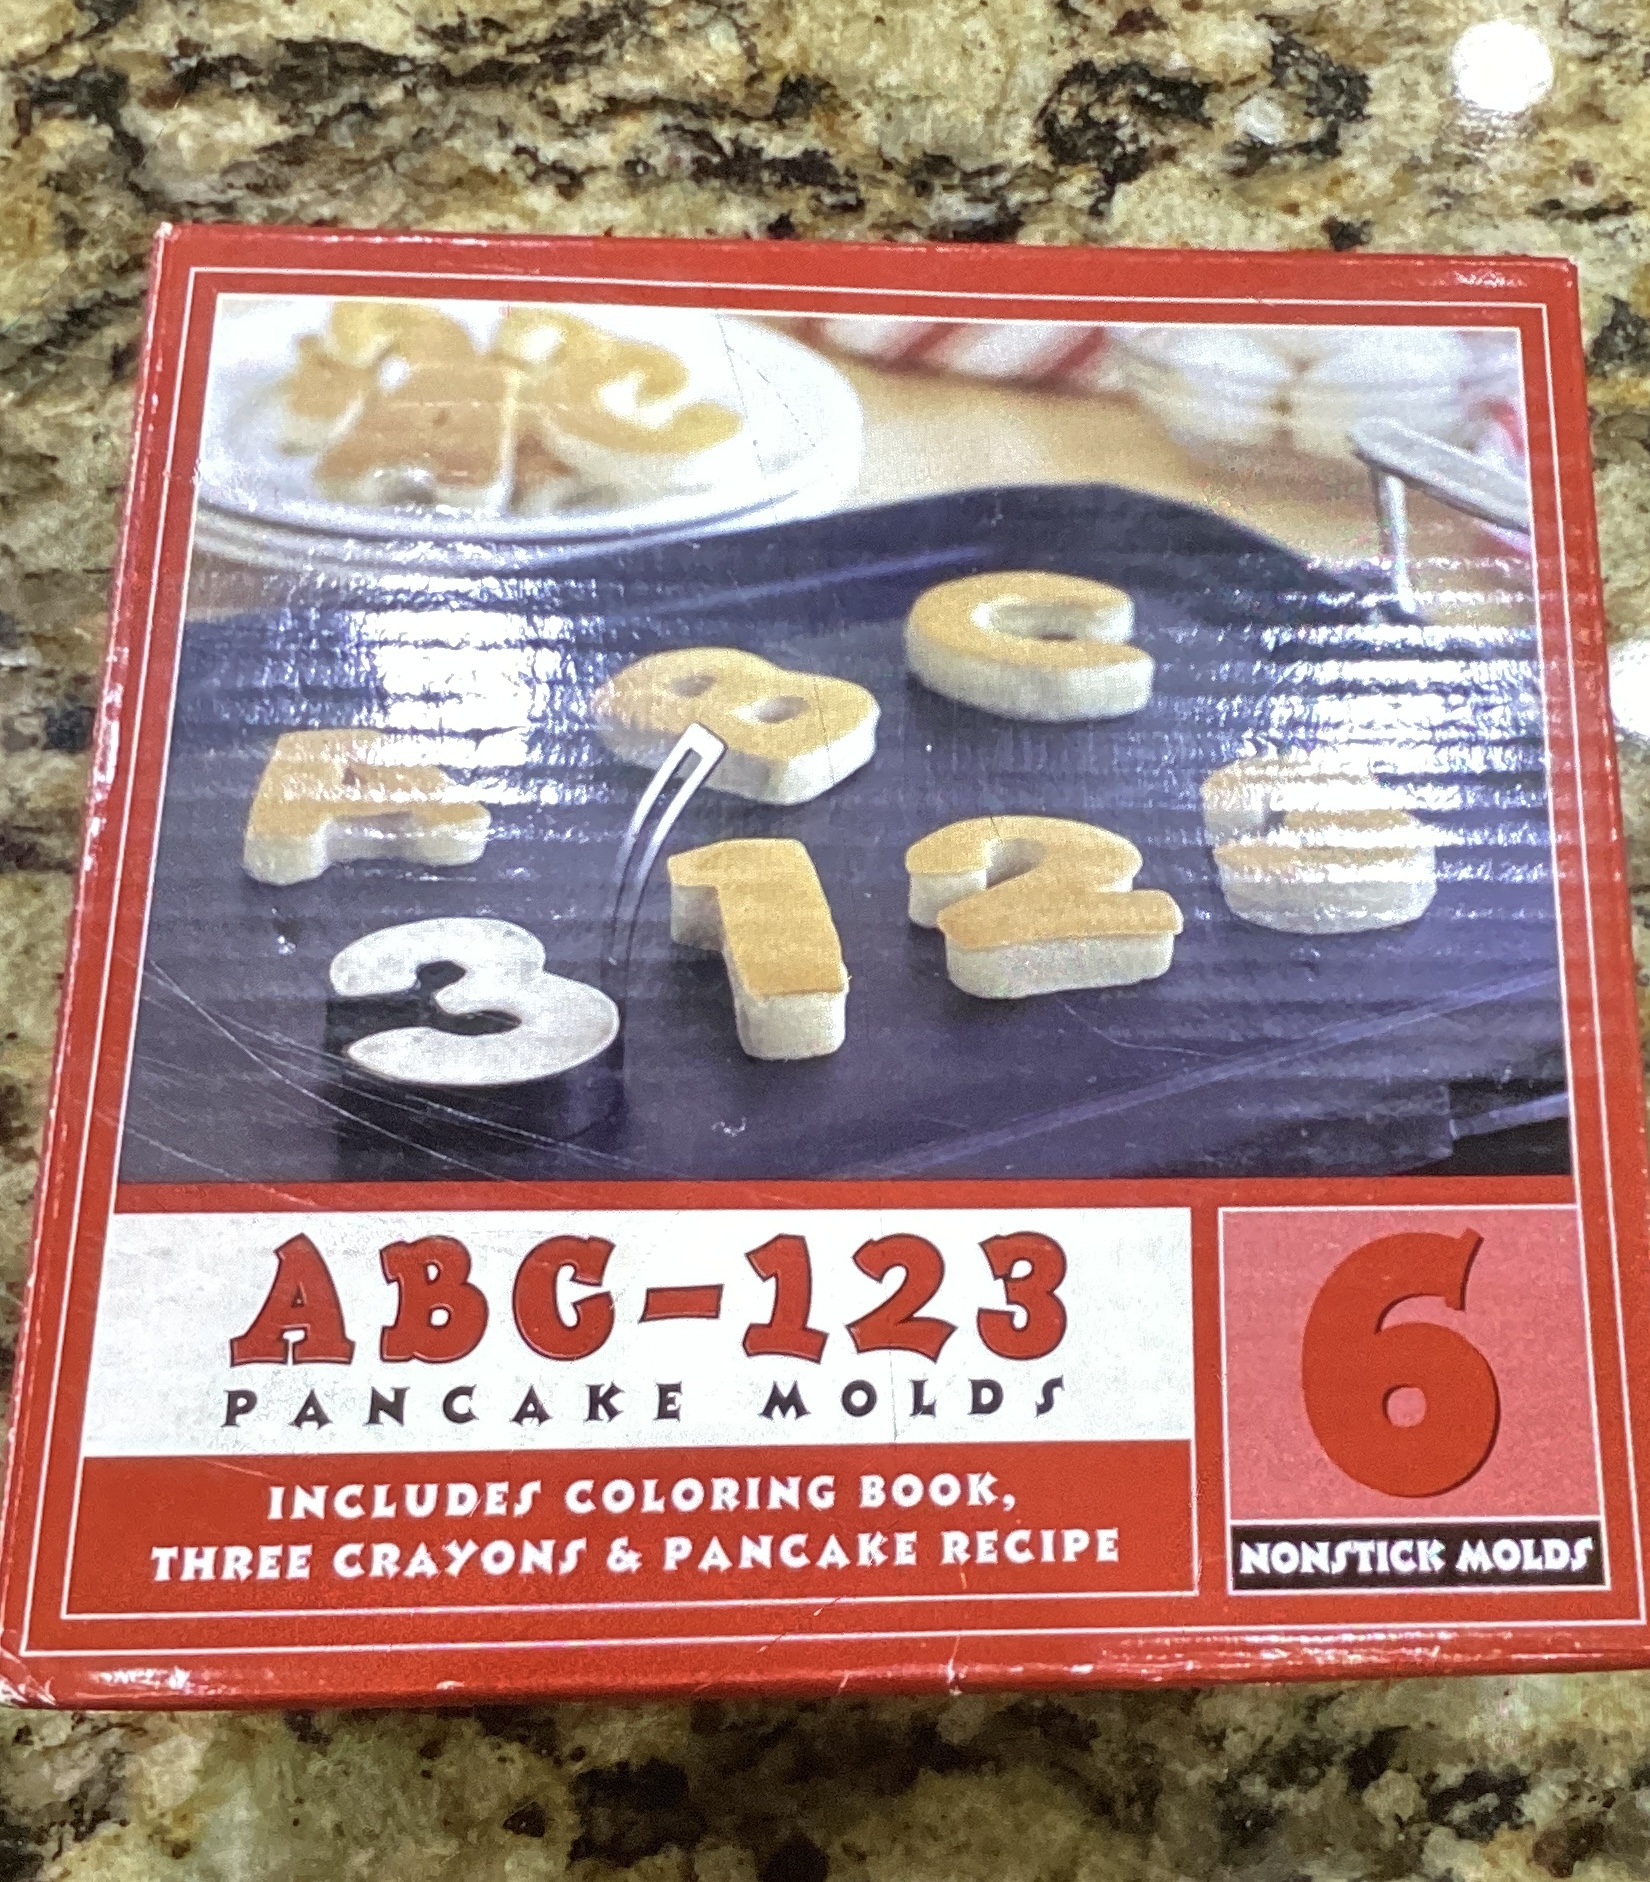 ABC-123
PANCAKE MOLDS
INCLUDES COLORING BOOK,
THREE CRAYONS & PANCAKE RECIPE
6
NONSTICK MOLDS